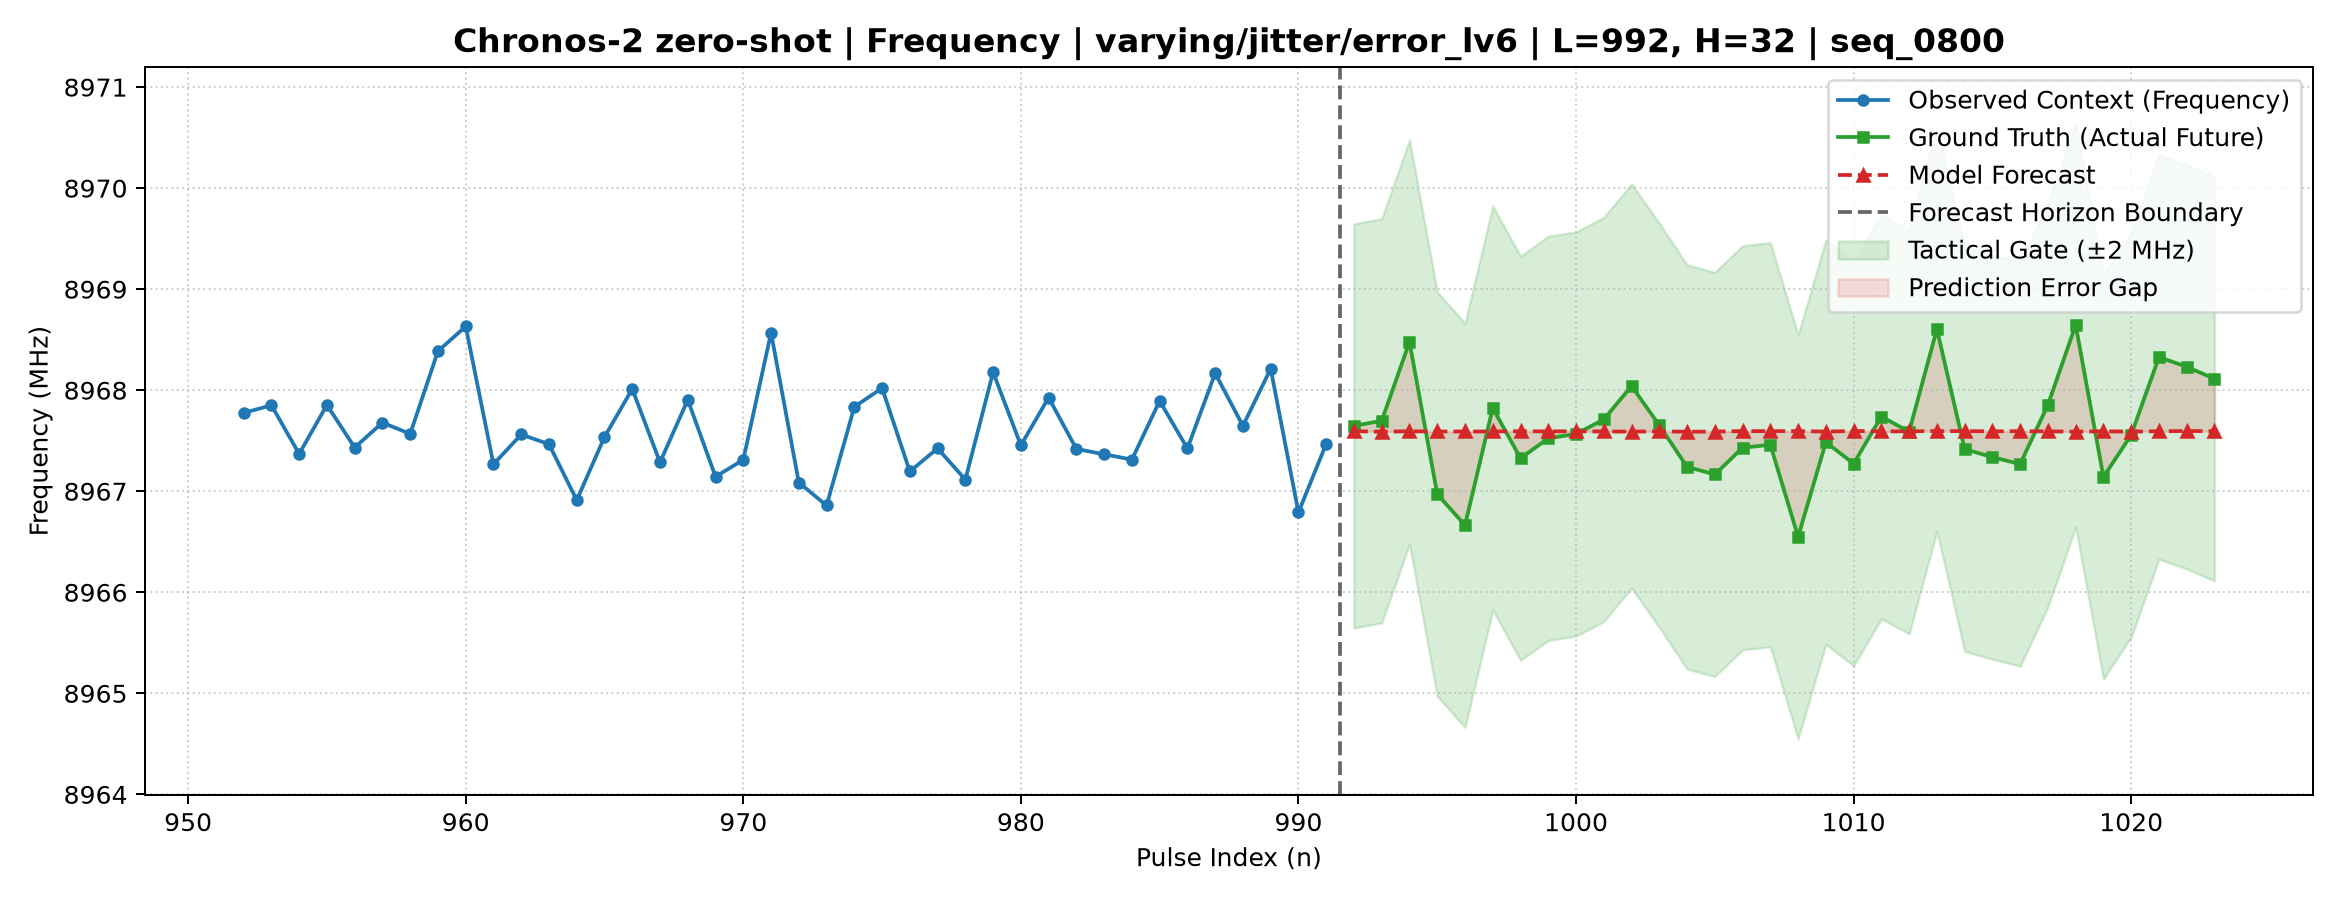 Chronos-2 zero-shot | Frequency | varying/jitter/error_lv6 | L=992, H=32 | seq_0800
Frequency (MHz)
8971
8970
8969
8968
8967
8966
8965
8964
Observed Context (Frequency)
Ground Truth (Actual Future)
Model Forecast
Forecast Horizon Boundary
Tactical Gate (±2 MHz)
Prediction Error Gap
950 960 970 980 990 1000 1010 1020
Pulse Index (n)